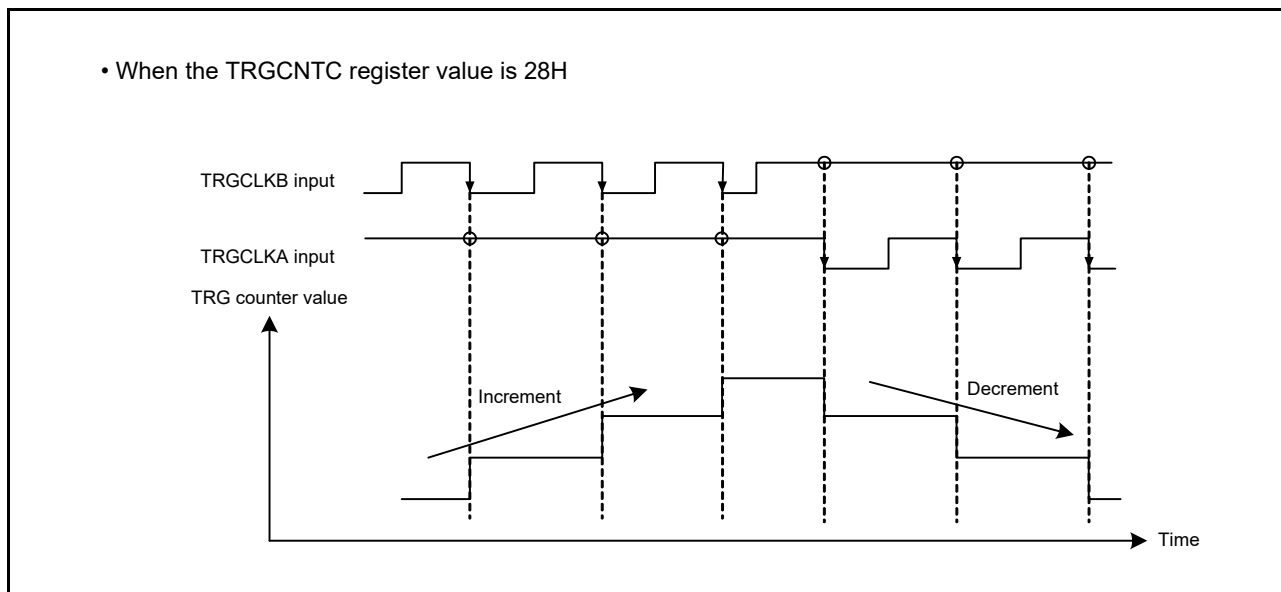 • When the TRGCNTC register value is 28H
TRGCLKB input
TRGCLKA input
TRG counter value
Increment
Decrement
Time